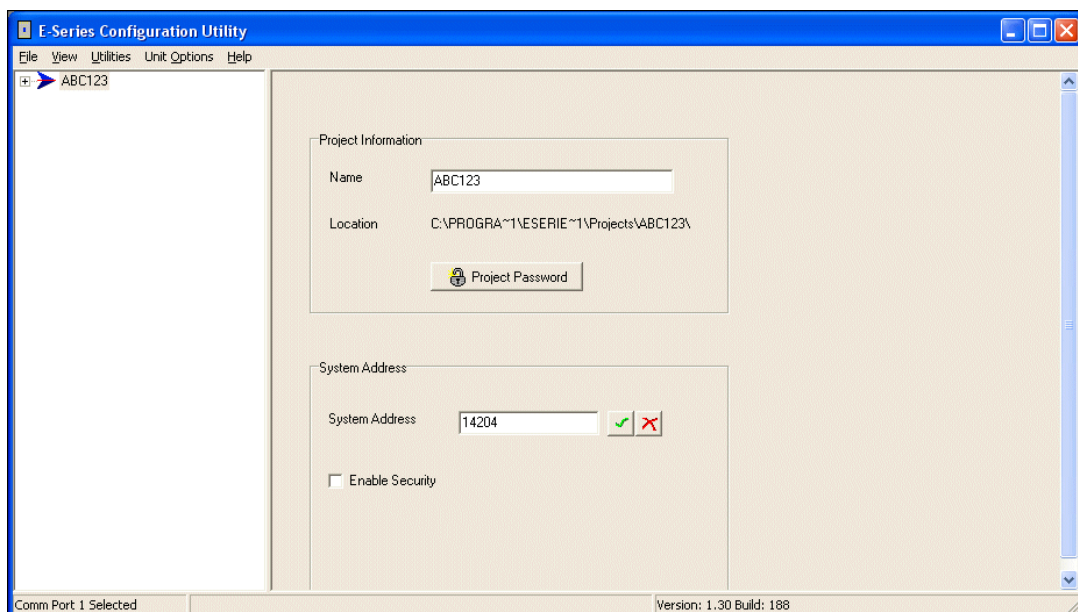 E-Series Configuration Utility
File View Utilities Unit Options Help
ABC123
Project Information
Name ABC123
Location C:\PROGRA~1\ESERIE~1\Projects\ABC123\
Project Password
System Address
System Address 14204
Enable Security
Comm Port 1 Selected Version: 1.30 Build: 188